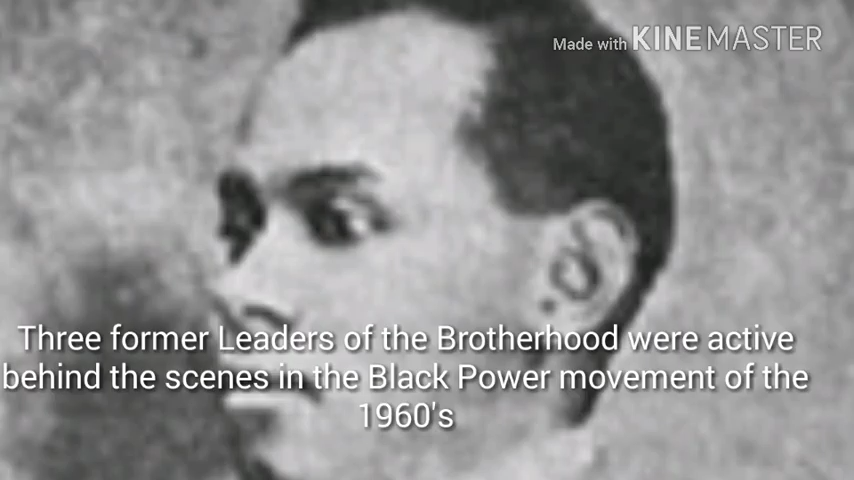 Made with KINEMASTER
Three former Leaders of the Brotherhood were active
behind the scenes in the Black Power movement of the
1960's